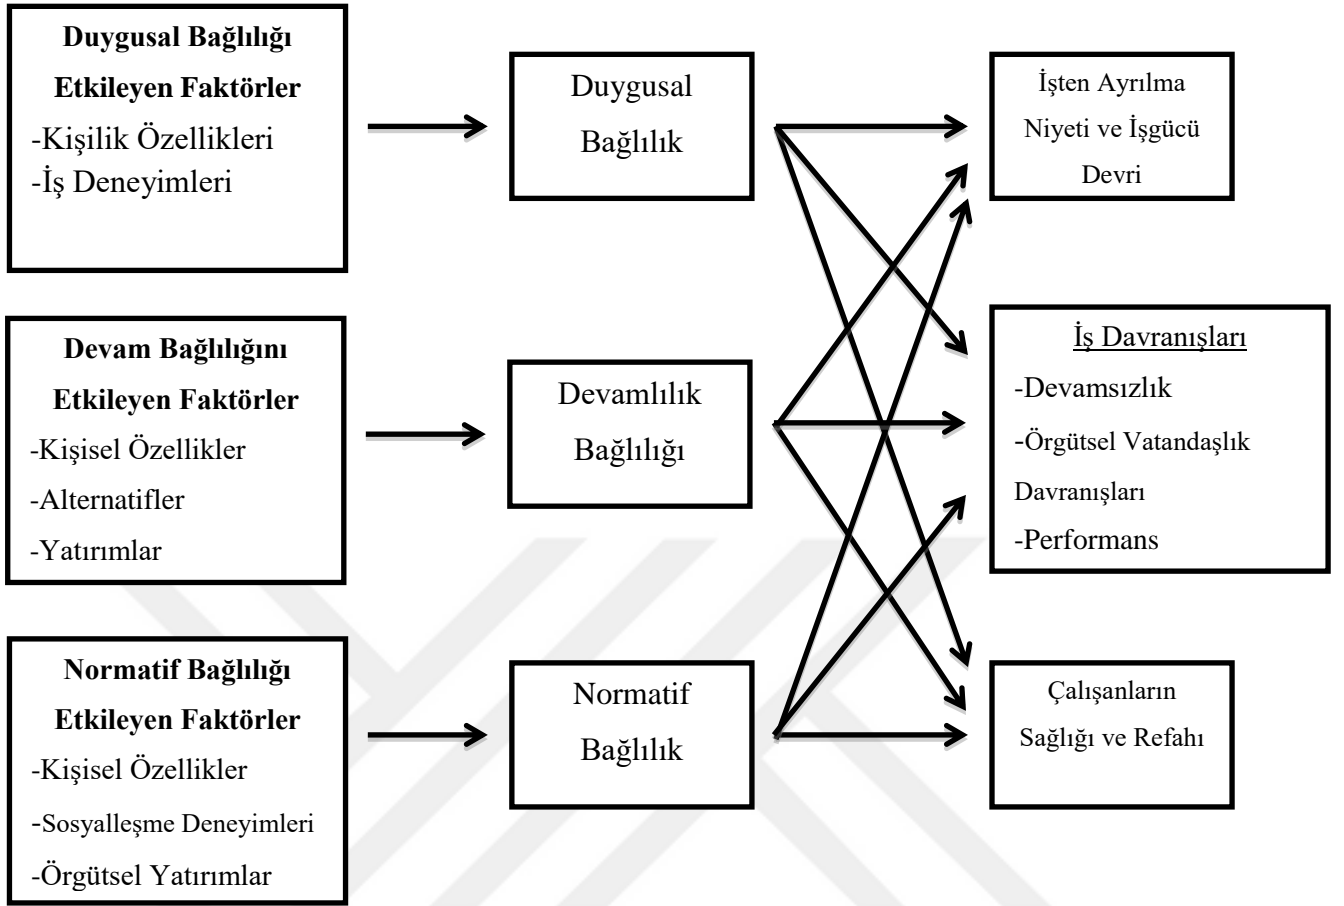 Duygusal Bağlılığı
Etkileyen Faktörler
-Kişilik Özellikleri
-İş Deneyimleri
Duygusal
Bağlılık
İşten Ayrılma
Niyeti ve İşgücü
Devri
Devam Bağlılığını
Etkileyen Faktörler
-Kişisel Özellikler
-Alternatifler
-Yatırımlar
Devamlılık
Bağlılığı
İş Davranışları
-Devamsızlık
-Örgütsel Vatandaşlık
Davranışları
-Performans
Normatif Bağlılığı
Etkileyen Faktörler
-Kişisel Özellikler
-Sosyalleşme Deneyimleri
-Örgütsel Yatırımlar
Normatif
Bağlılık
Çalışanların
Sağlığı ve Refahı